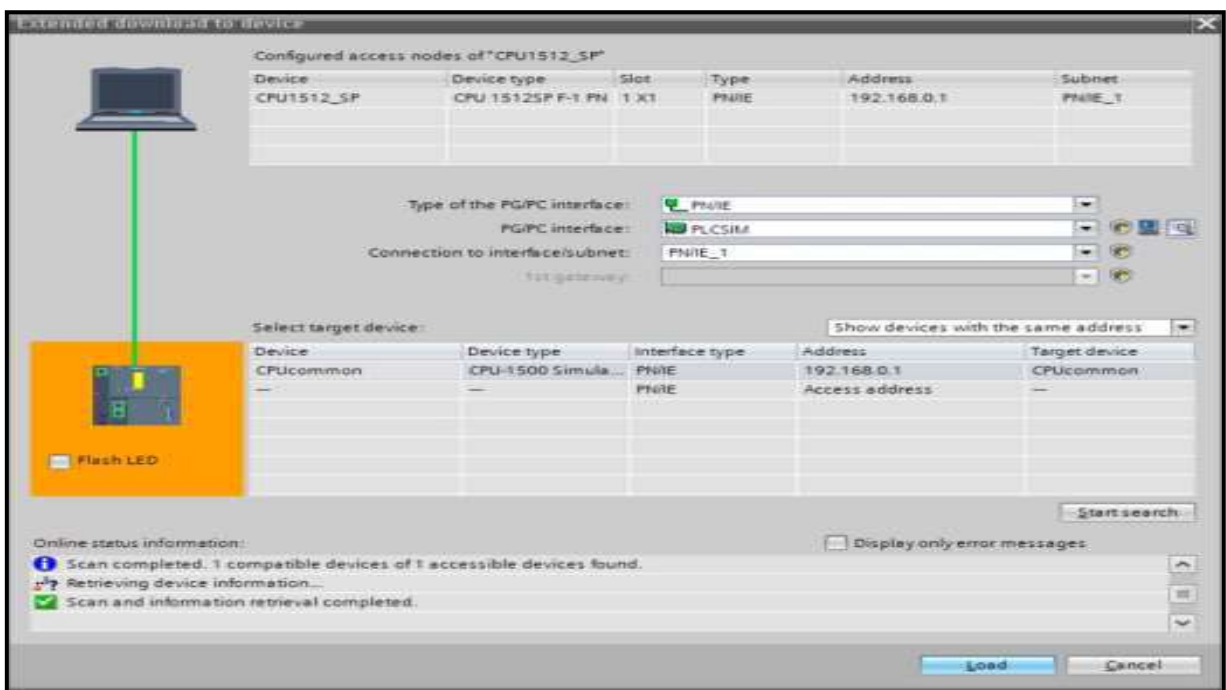 Extended download to device
Configured access nodes of "CPU1512_SP"
Device Device type Slot Type Address Subnet
CPU1512_SP CPU 1512SP F-1 PN 1 X1 PN/IE 192.168.0.1 PN/IE_1
Type of the PG/PC interface: PN/IE
PG/PC interface: PLCSIM
Connection to interface/subnet: PN/IE_1
1st gateway:
Select target device: Show devices with the same address
Device Device type Interface type Address Target device
CPUcommon CPU-1500 Simula... PN/IE 192.168.0.1 CPUcommon
— — PN/IE Access address —
Flash LED
Start search
Online status information: Display only error messages
Scan completed. 1 compatible devices of 1 accessible devices found.
Retrieving device information...
Scan and information retrieval completed.
Load Cancel